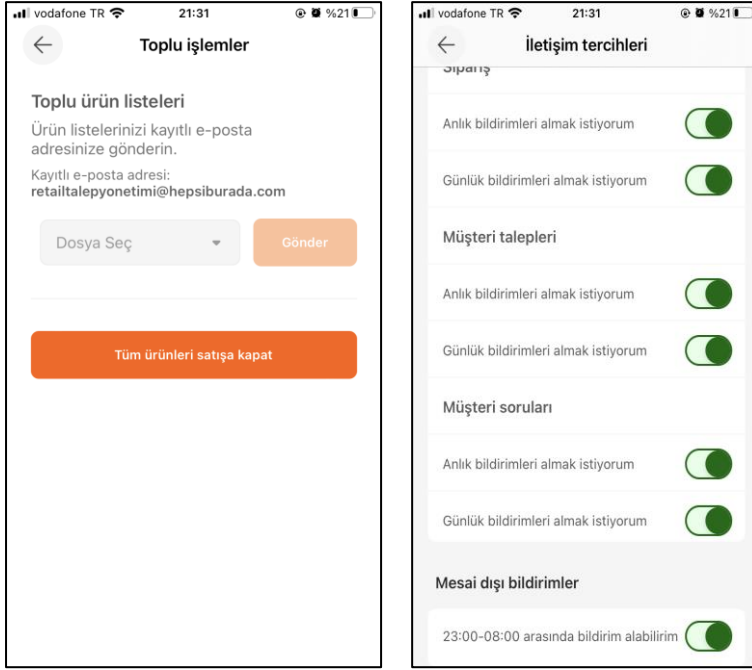 vodafone TR 21:31 %21
Toplu işlemler
Toplu ürün listeleri
Ürün listelerinizi kayıtlı e-posta
adresinize gönderin.
Kayıtlı e-posta adresi:
retailtalepyonetimi@hepsiburada.com
Dosya Seç
Gönder
Tüm ürünleri satışa kapat
vodafone TR 21:31 %21
İletişim tercihleri
Sipariş
Anlık bildirimleri almak istiyorum
Günlük bildirimleri almak istiyorum
Müşteri talepleri
Anlık bildirimleri almak istiyorum
Günlük bildirimleri almak istiyorum
Müşteri soruları
Anlık bildirimleri almak istiyorum
Günlük bildirimleri almak istiyorum
Mesai dışı bildirimler
23:00-08:00 arasında bildirim alabilirim